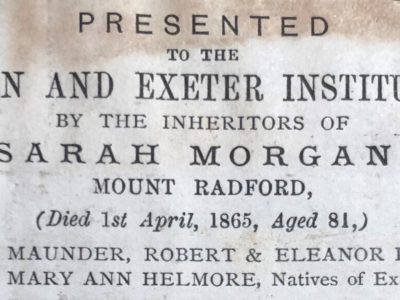 PRESENTED
TO THE
N AND EXETER INSTITU
BY THE INHERITORS OF
SARAH MORGAN
MOUNT RADFORD,
(Died 1st April, 1865, Aged 81,)
MAUNDER, ROBERT & ELEANOR
MARY ANN HELMORE, Natives of Ex